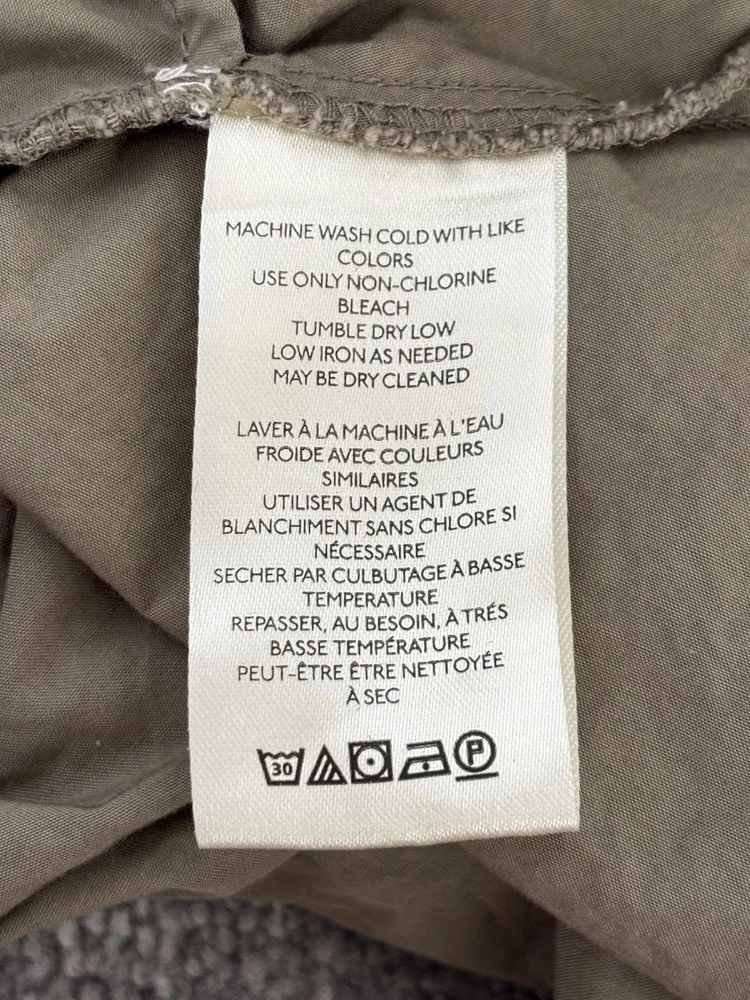 MACHINE WASH COLD WITH LIKE
COLORS
USE ONLY NON-CHLORINE
BLEACH
TUMBLE DRY LOW
LOW IRON AS NEEDED
MAY BE DRY CLEANED
LAVER À LA MACHINE À L'EAU
FROIDE AVEC COULEURS
SIMILAIRES
UTILISER UN AGENT DE
BLANCHIMENT SANS CHLORE SI
NÉCESSAIRE
SECHER PAR CULBUTAGE À BASSE
TEMPERATURE
REPASSER, AU BESOIN, À TRÉS
BASSE TEMPÉRATURE
PEUT-ÊTRE ÊTRE NETTOYÉE
À SEC
30 P